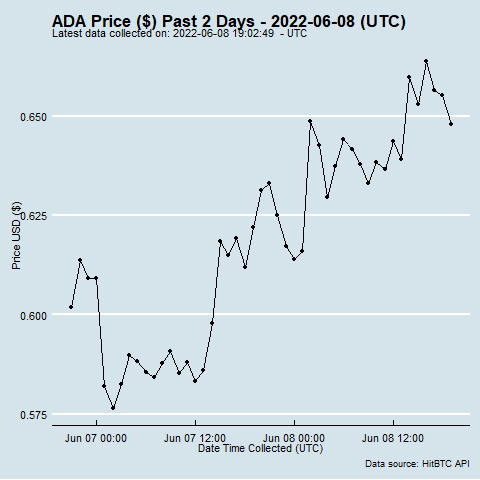 ADA Price ($) Past 2 Days - 2022-06-08 (UTC)
Latest data collected on: 2022-06-08 19:02:49 - UTC
Price USD ($)
0.650
0.625
0.600
0.575
Jun 07 00:00 Jun 07 12:00 Jun 08 00:00 Jun 08 12:00
Date Time Collected (UTC)
Data source: HitBTC API